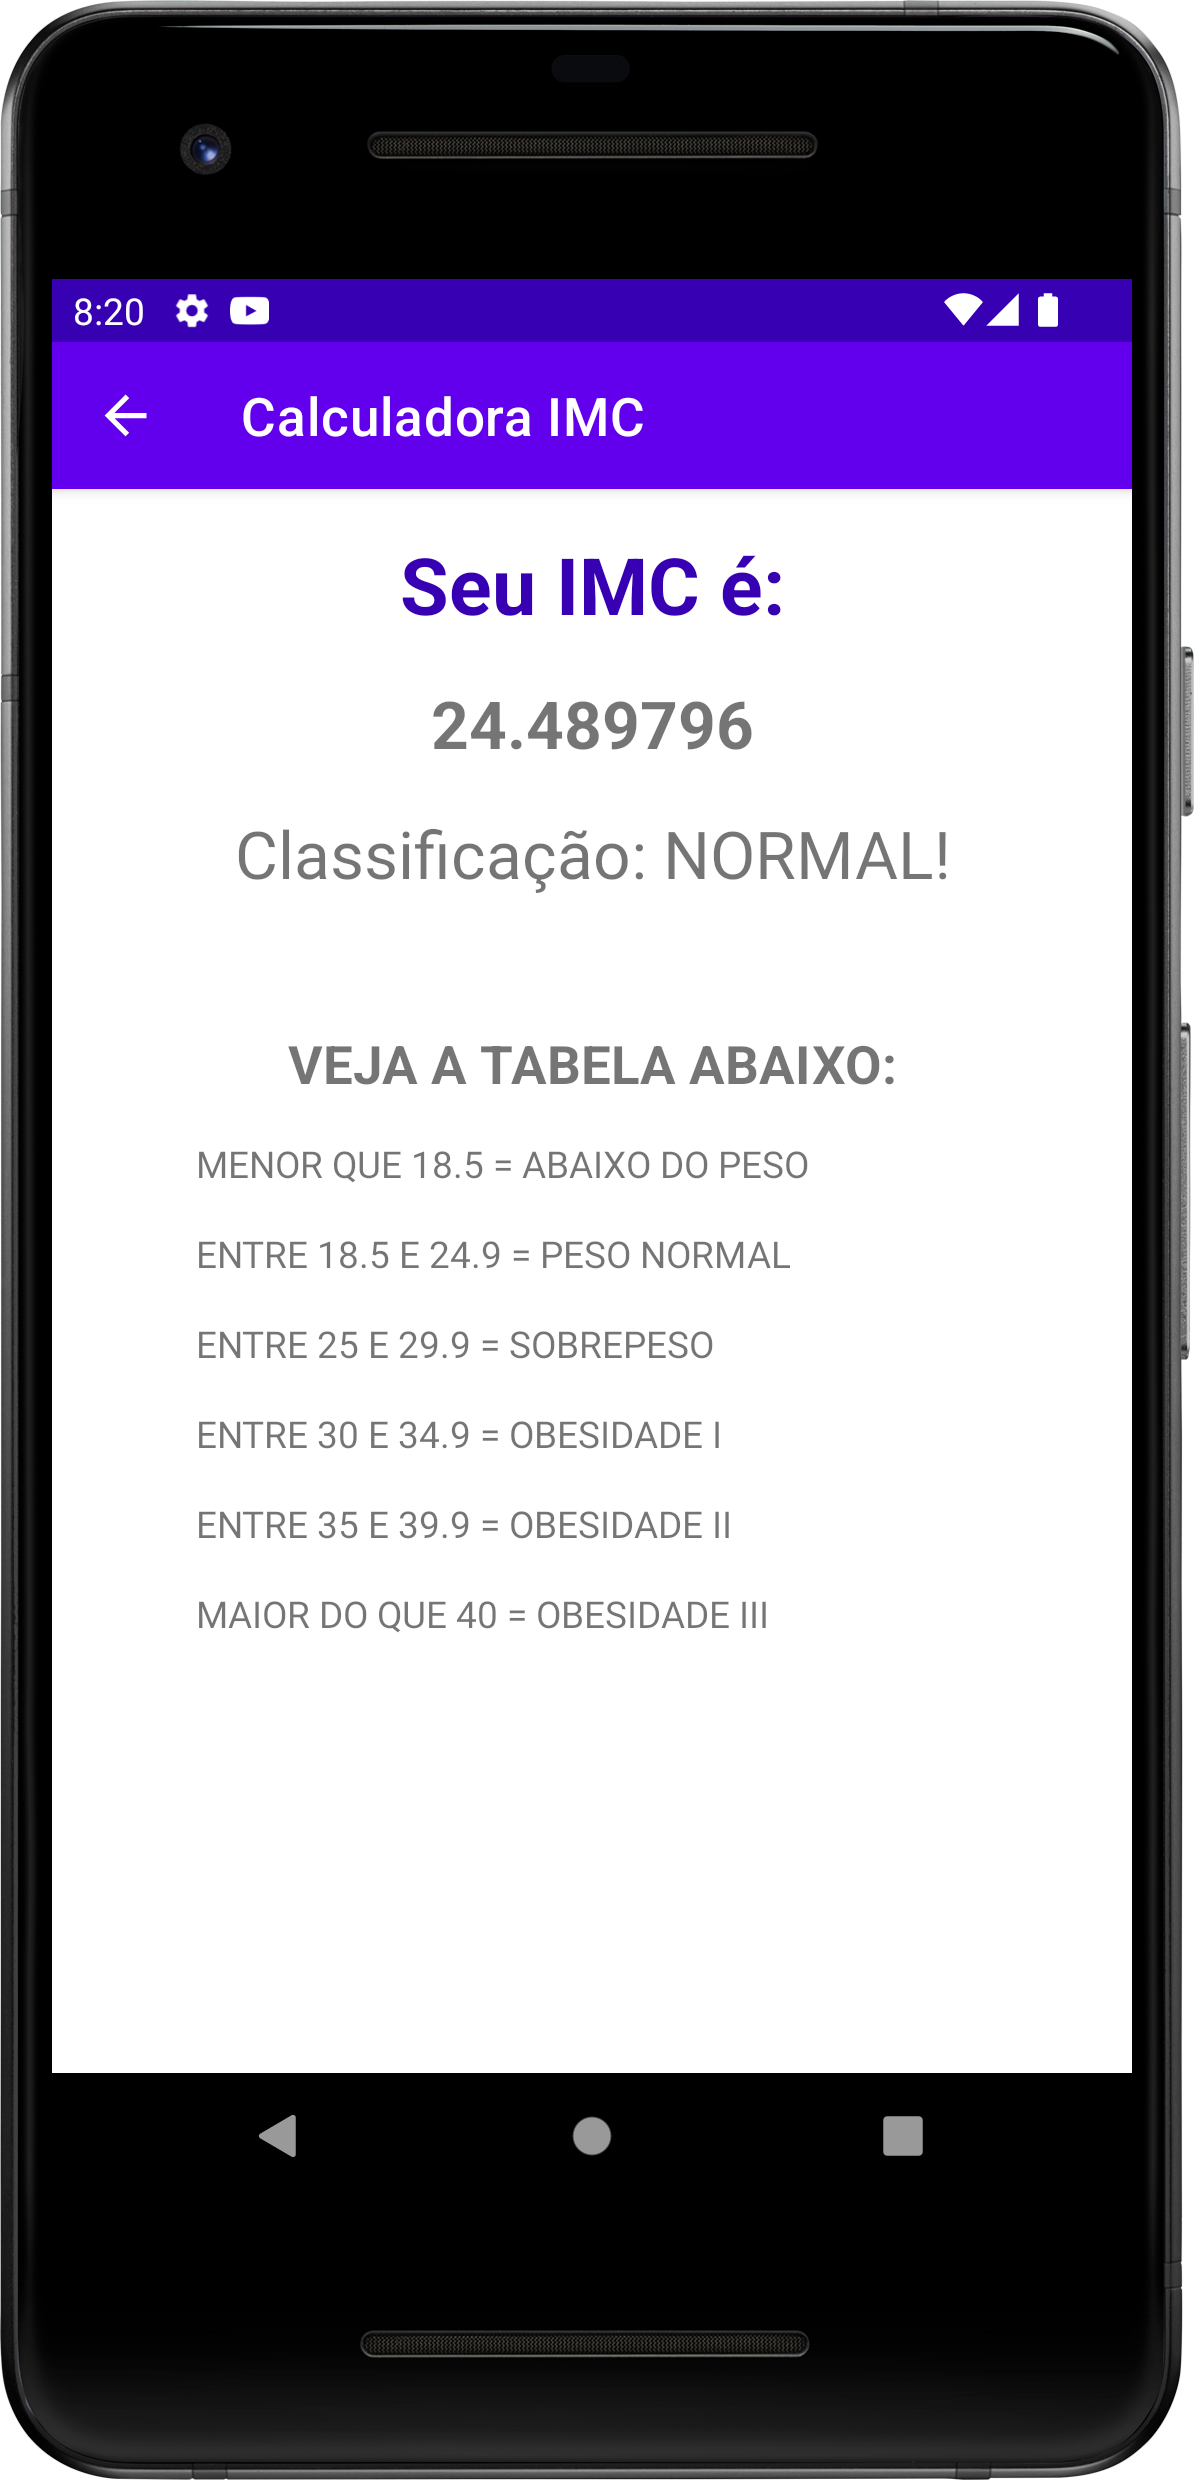 8:20
Calculadora IMC
Seu IMC é:
24.489796
Classificação: NORMAL!
VEJA A TABELA ABAIXO:
MENOR QUE 18.5 = ABAIXO DO PESO
ENTRE 18.5 E 24.9 = PESO NORMAL
ENTRE 25 E 29.9 = SOBREPESO
ENTRE 30 E 34.9 = OBESIDADE I
ENTRE 35 E 39.9 = OBESIDADE II
MAIOR DO QUE 40 = OBESIDADE III